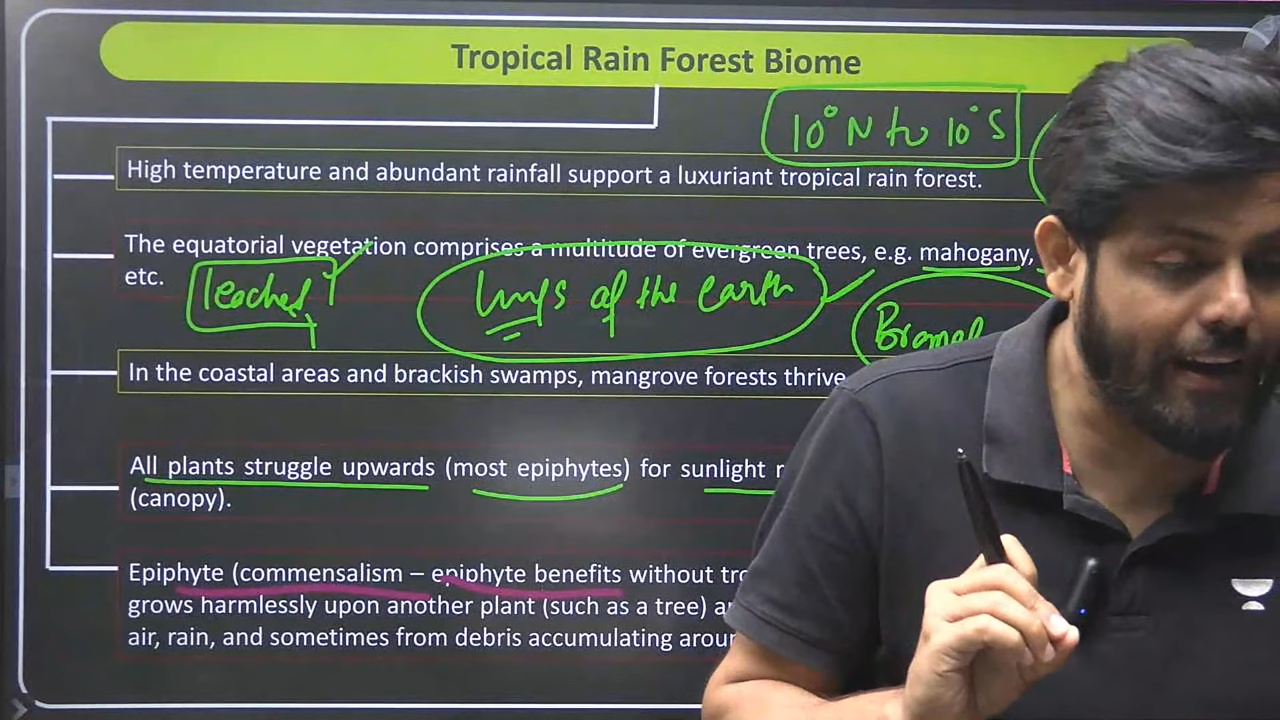 Tropical Rain Forest Biome
10° N to 10° S
High temperature and abundant rainfall support a luxuriant tropical rain forest.
The equatorial vegetation comprises a multitude of evergreen trees, e.g. mahogany,
etc.
leached
lungs of the earth
In the coastal areas and brackish swamps, mangrove forests thrive
All plants struggle upwards (most epiphytes) for sunlight
(canopy).
Epiphyte (commensalism – epiphyte benefits without
grows harmlessly upon another plant (such as a tree)
air, rain, and sometimes from debris accumulating